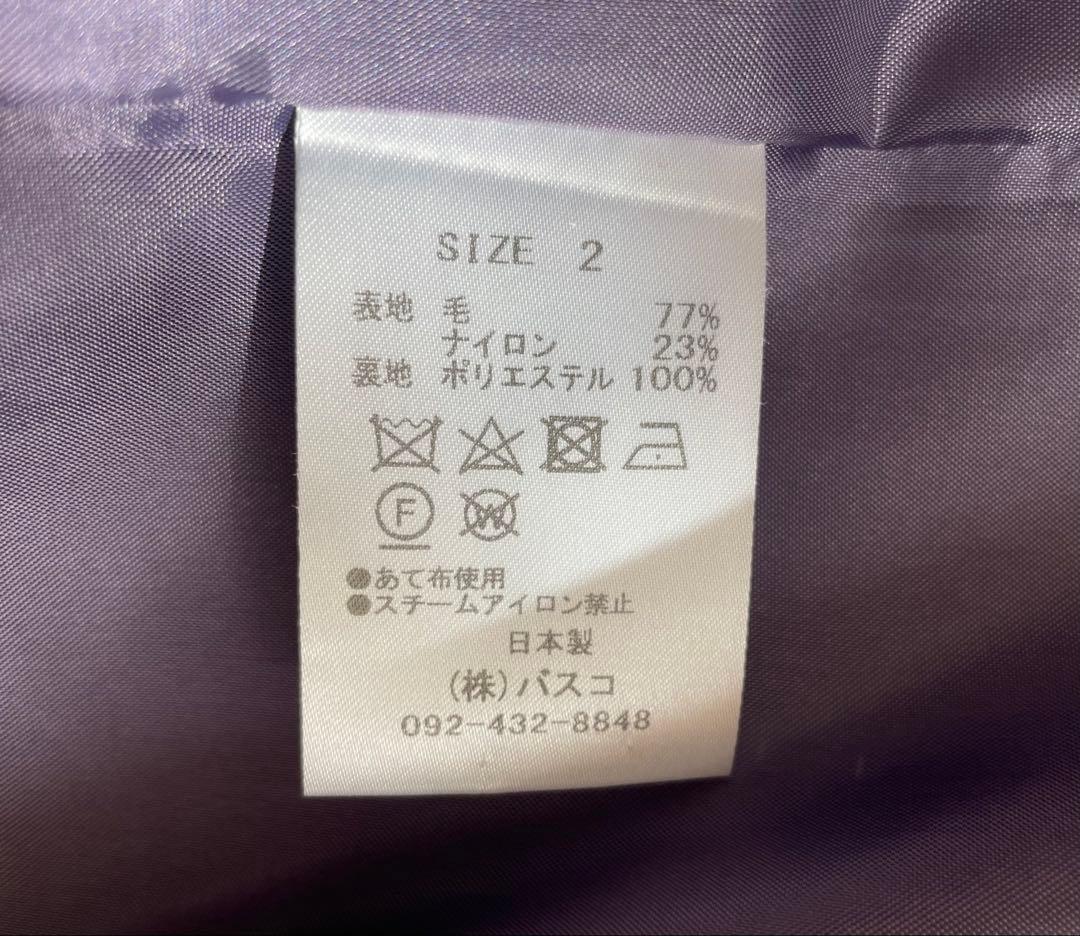 SIZE 2
表地 毛 77%
ナイロン 23%
裏地 ポリエステル 100%
F
W
●あて布使用
●スチームアイロン禁止
日本製
(株)バスコ
092-432-8848